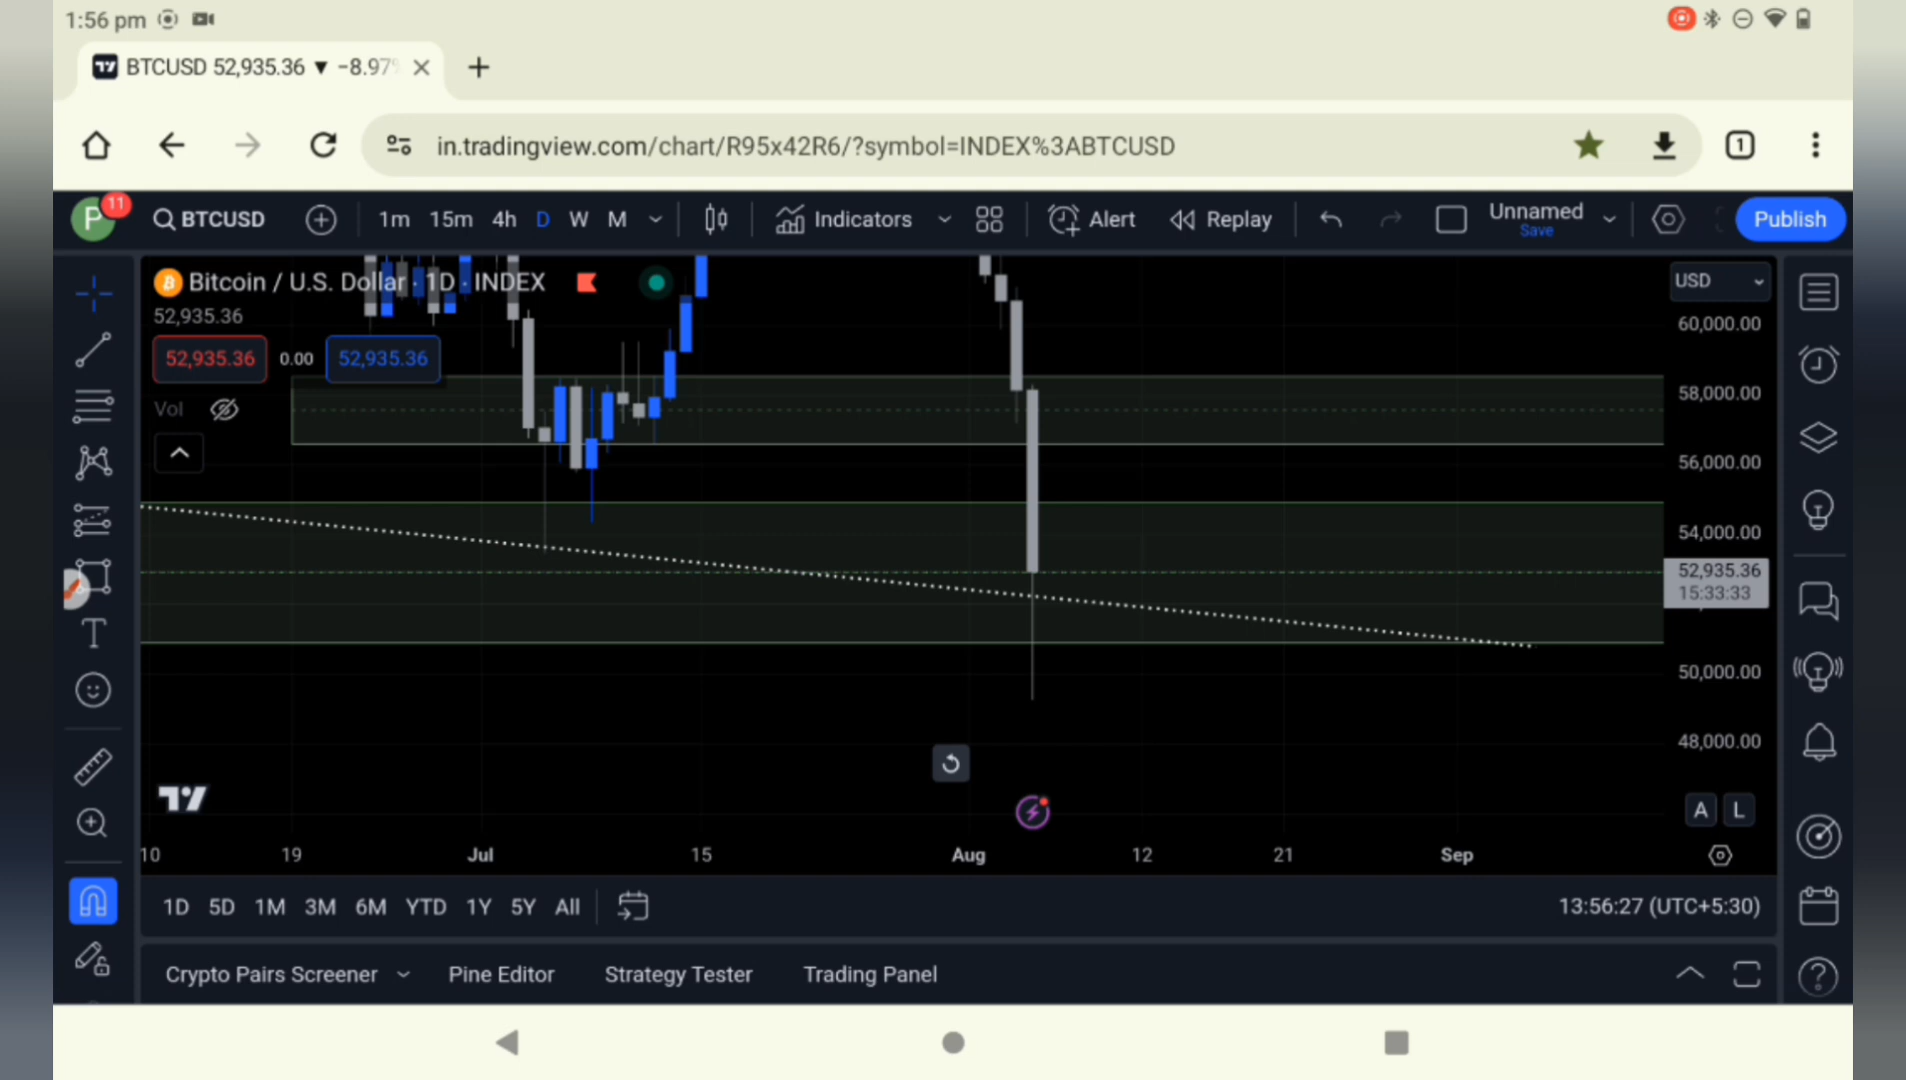 1:56 pm
BTCUSD 52,935.36 ▼ −8.97%
in.tradingview.com/chart/R95x42R6/?symbol=INDEX%3ABTCUSD
1
P 11 BTCUSD 1m 15m 4h D W M Indicators Alert Replay Unnamed Save Publish
Bitcoin / U.S. Dollar · 1D · INDEX
USD
52,935.36
60,000.00
52,935.36 0.00 52,935.36
58,000.00
Vol
56,000.00
54,000.00
52,935.36
15:33:33
T
50,000.00
48,000.00
A L
10 19 Jul 15 Aug 12 21 Sep
1D 5D 1M 3M 6M YTD 1Y 5Y All 13:56:27 (UTC+5:30)
Crypto Pairs Screener Pine Editor Strategy Tester Trading Panel